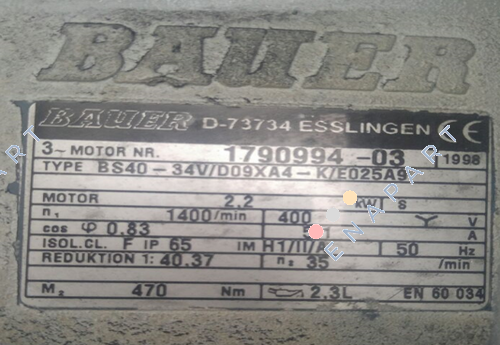 BAUER
BAUER D-73734 ESSLINGEN CE
3~ MOTOR NR. 1790994 -03 1998
TYPE BS40-34V/D09XA4-K/E025A9
MOTOR 2.2 kW S
n₁ 1400/min 400 Y V
cos φ 0.83 A
ISOL.CL. F IP 65 IM H1/II/ 50 Hz
REDUKTION 1: 40.37 n₂ 35 /min
M₂ 470 Nm 2,3L EN 60 034
ENAPART